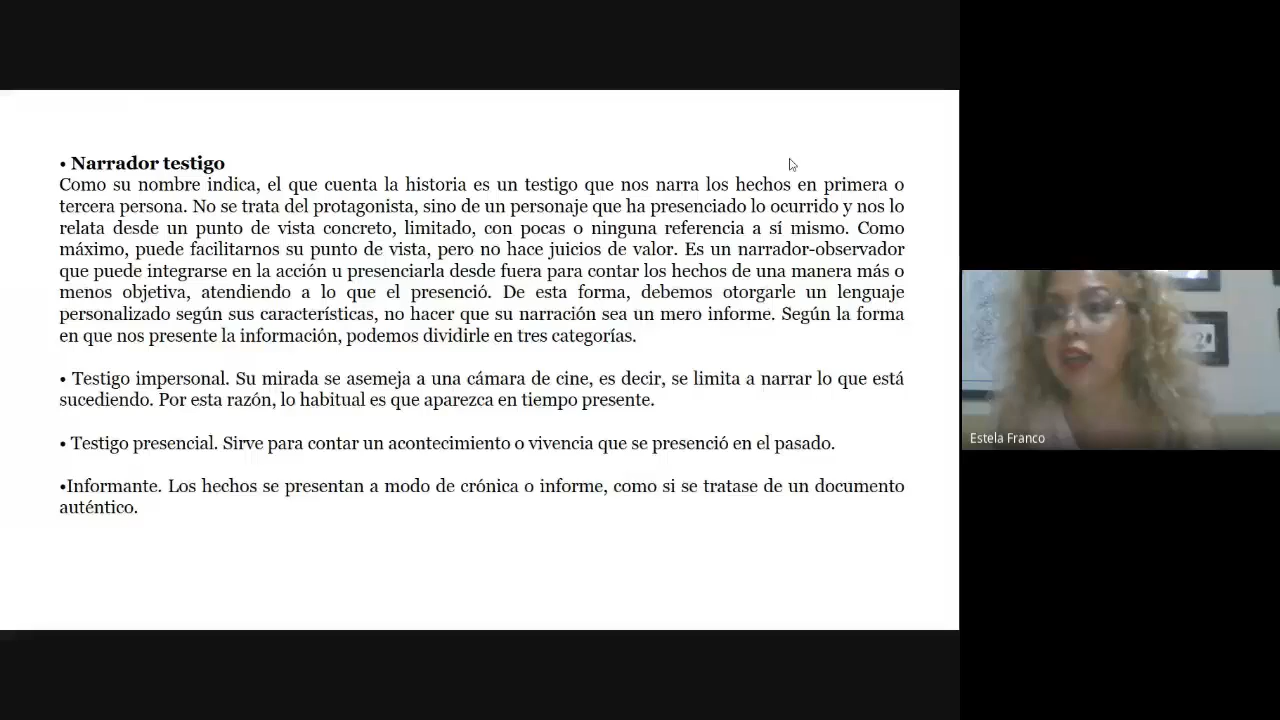 • Narrador testigo
Como su nombre indica, el que cuenta la historia es un testigo que nos narra los hechos en primera o
tercera persona. No se trata del protagonista, sino de un personaje que ha presenciado lo ocurrido y nos lo
relata desde un punto de vista concreto, limitado, con pocas o ninguna referencia a sí mismo. Como
máximo, puede facilitarnos su punto de vista, pero no hace juicios de valor. Es un narrador-observador
que puede integrarse en la acción u presenciarla desde fuera para contar los hechos de una manera más o
menos objetiva, atendiendo a lo que el presenció. De esta forma, debemos otorgarle un lenguaje
personalizado según sus características, no hacer que su narración sea un mero informe. Según la forma
en que nos presente la información, podemos dividirle en tres categorías.
• Testigo impersonal. Su mirada se asemeja a una cámara de cine, es decir, se limita a narrar lo que está
sucediendo. Por esta razón, lo habitual es que aparezca en tiempo presente.
• Testigo presencial. Sirve para contar un acontecimiento o vivencia que se presenció en el pasado.
•Informante. Los hechos se presentan a modo de crónica o informe, como si se tratase de un documento
auténtico.
Estela Franco